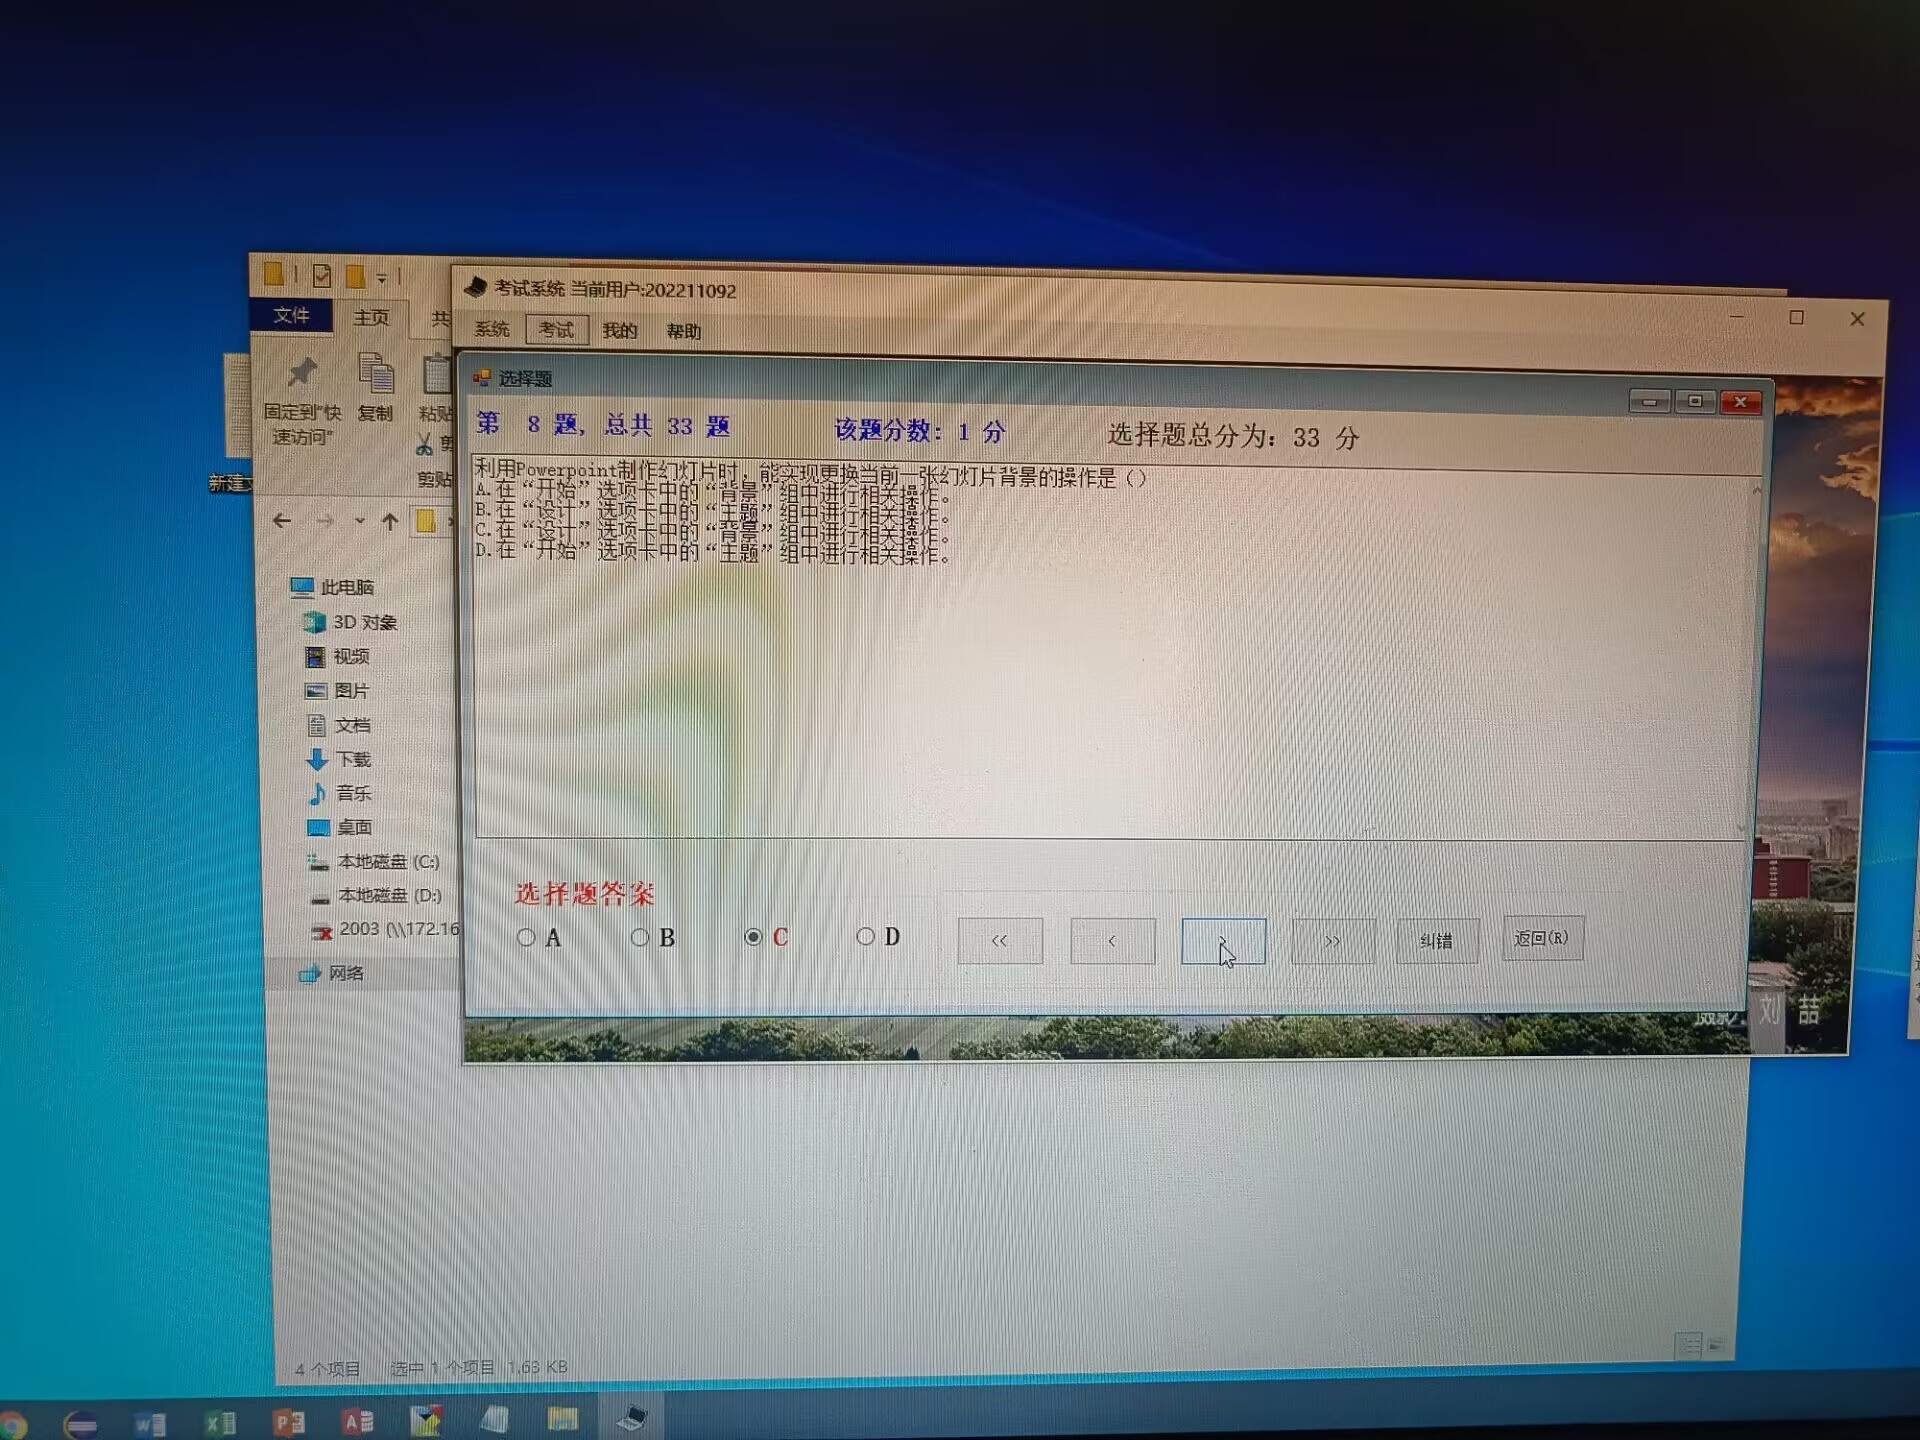 考试系统 当前用户:202211092
文件
主页
共
系统
考试
我的
帮助
固定到"快
速访问"
复制
粘贴
剪
剪贴
新建文
选择题
第 8 题, 总共 33 题
该题分数: 1 分
选择题总分为: 33 分
利用Powerpoint制作幻灯片时，能实现更换当前一张幻灯片背景的操作是（）
A.在“开始”选项卡中的“背景”组中进行相关操作。
B.在“设计”选项卡中的“主题”组中进行相关操作。
C.在“设计”选项卡中的“背景”组中进行相关操作。
D.在“开始”选项卡中的“主题”组中进行相关操作。
此电脑
3D 对象
视频
图片
文档
下载
音乐
桌面
本地磁盘 (C:)
本地磁盘 (D:)
2003 (\\172.16
网络
选择题答案
A
B
C
D
<<
<
>
>>
纠错
返回(R)
摄影: 刘 喆
4 个项目
选中 1 个项目 1.63 KB